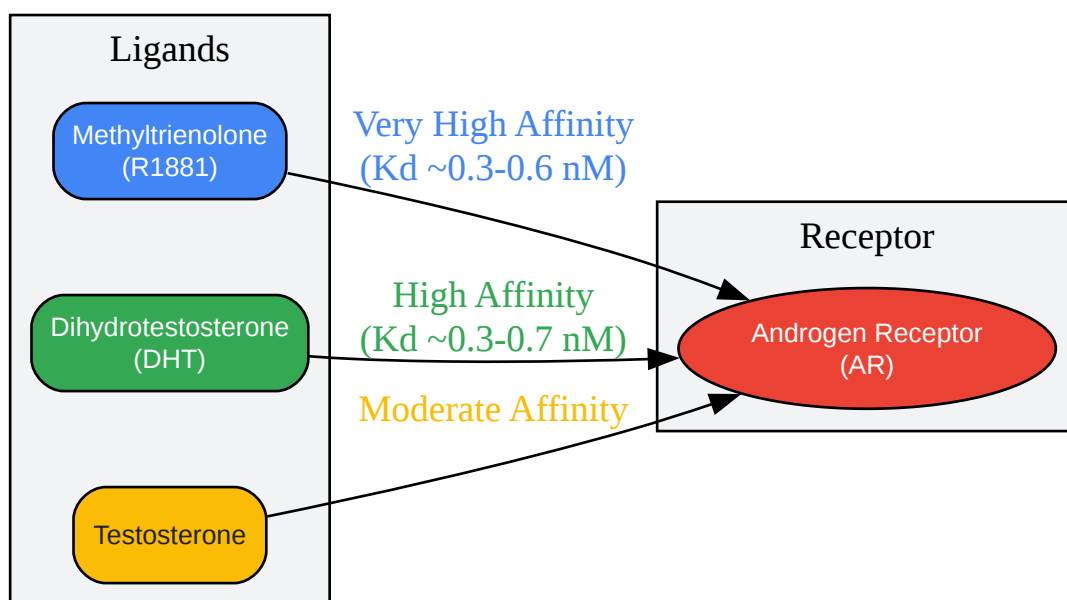 Ligands
Methyltrienolone
(R1881)
Very High Affinity
(Kd ~0.3-0.6 nM)
Dihydrotestosterone
(DHT)
High Affinity
(Kd ~0.3-0.7 nM)
Testosterone
Moderate Affinity
Receptor
Androgen Receptor
(AR)